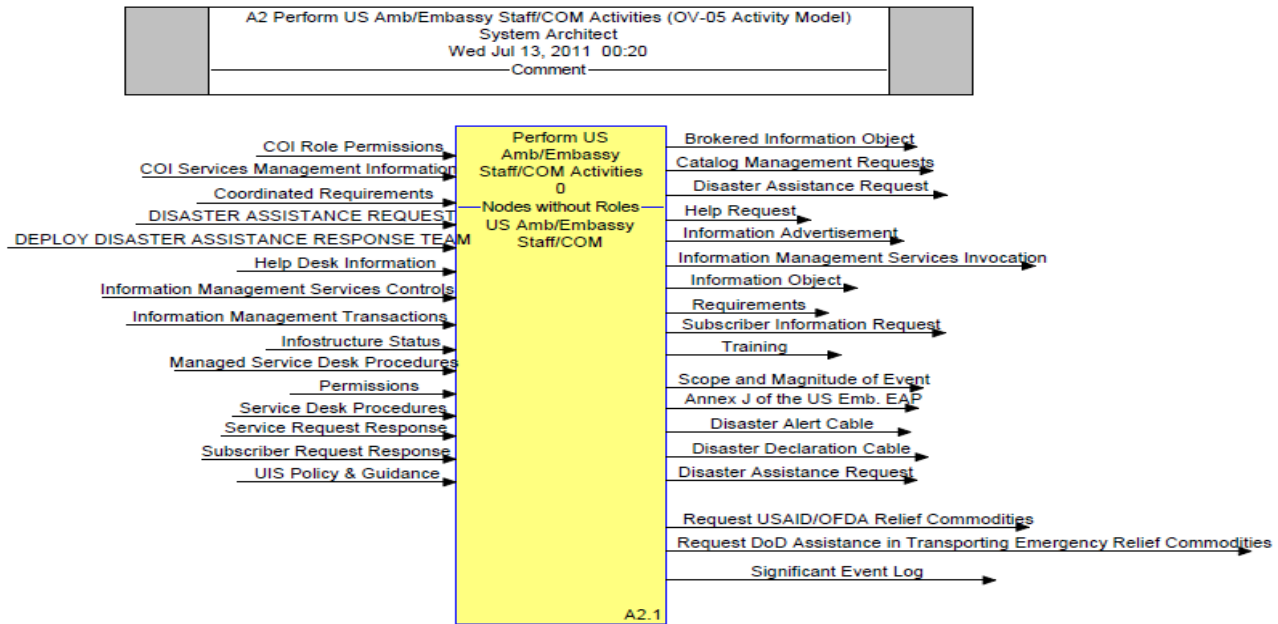 A2 Perform US Amb/Embassy Staff/COM Activities (OV-05 Activity Model)
System Architect
Wed Jul 13, 2011 00:20
Comment
COI Role Permissions
COI Services Management Information
Coordinated Requirements
DISASTER ASSISTANCE REQUEST
DEPLOY DISASTER ASSISTANCE RESPONSE TEAM
Help Desk Information
Information Management Services Controls
Information Management Transactions
Infostructure Status
Managed Service Desk Procedures
Permissions
Service Desk Procedures
Service Request Response
Subscriber Request Response
UIS Policy & Guidance
Perform US
Amb/Embassy
Staff/COM Activities
0
Nodes without Roles
US Amb/Embassy
Staff/COM
A2.1
Brokered Information Object
Catalog Management Requests
Disaster Assistance Request
Help Request
Information Advertisement
Information Management Services Invocation
Information Object
Requirements
Subscriber Information Request
Training
Scope and Magnitude of Event
Annex J of the US Emb. EAP
Disaster Alert Cable
Disaster Declaration Cable
Disaster Assistance Request
Request USAID/OFDA Relief Commodities
Request DoD Assistance in Transporting Emergency Relief Commodities
Significant Event Log